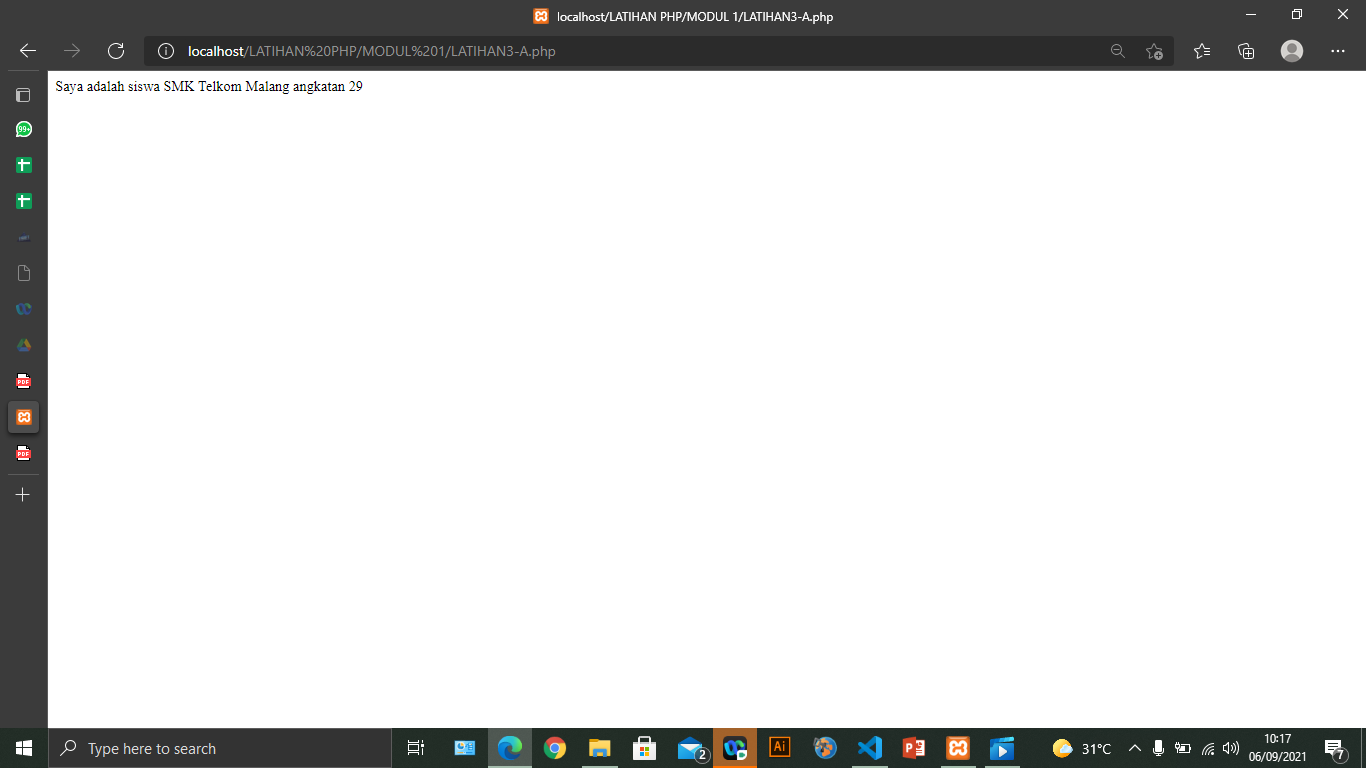 localhost/LATIHAN PHP/MODUL 1/LATIHAN3-A.php
localhost/LATIHAN%20PHP/MODUL%201/LATIHAN3-A.php
Saya adalah siswa SMK Telkom Malang angkatan 29
99+
PDF
PDF
Type here to search
2
Ai
31°C
10:17
06/09/2021
7